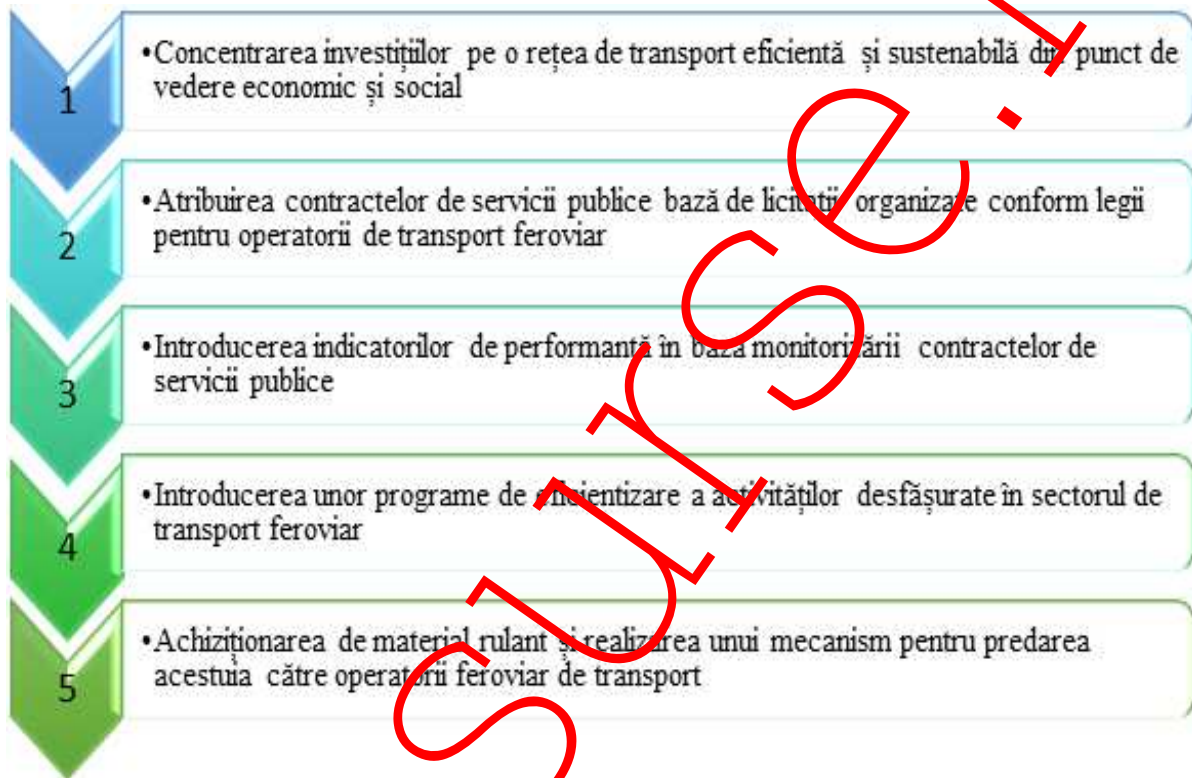 1
•Concentrarea investițiilor pe o rețea de transport eficientă și sustenabilă din punct de
vedere economic și social
2
•Atribuirea contractelor de servicii publice bază de licitații organizate conform legii
pentru operatorii de transport feroviar
3
•Introducerea indicatorilor de performanță în baza monitorizării contractelor de
servicii publice
4
•Introducerea unor programe de eficientizare a activităților desfășurate în sectorul de
transport feroviar
5
•Achiziționarea de material rulant și realizarea unui mecanism pentru predarea
acestuia către operatorii feroviar de transport
surse.